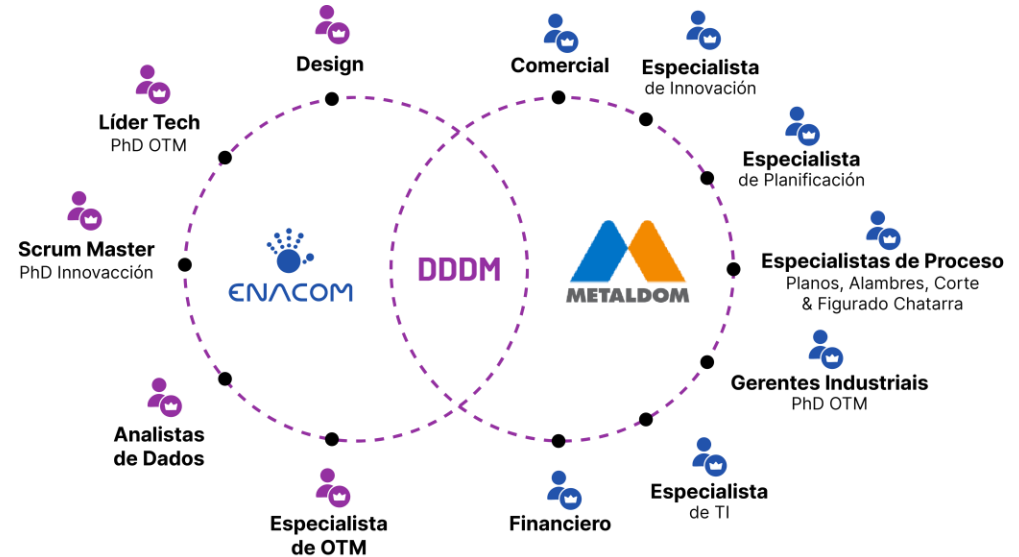 Design
Comercial
Especialista
de Innovación
Líder Tech
PhD OTM
Especialista
de Planificación
Scrum Master
PhD Innovacción
ENACOM
DDDM
METALDOM
Especialistas de Proceso
Planos, Alambres, Corte
& Figurado Chatarra
Gerentes Industriais
PhD OTM
Analistas
de Dados
Especialista
de OTM
Financiero
Especialista
de TI